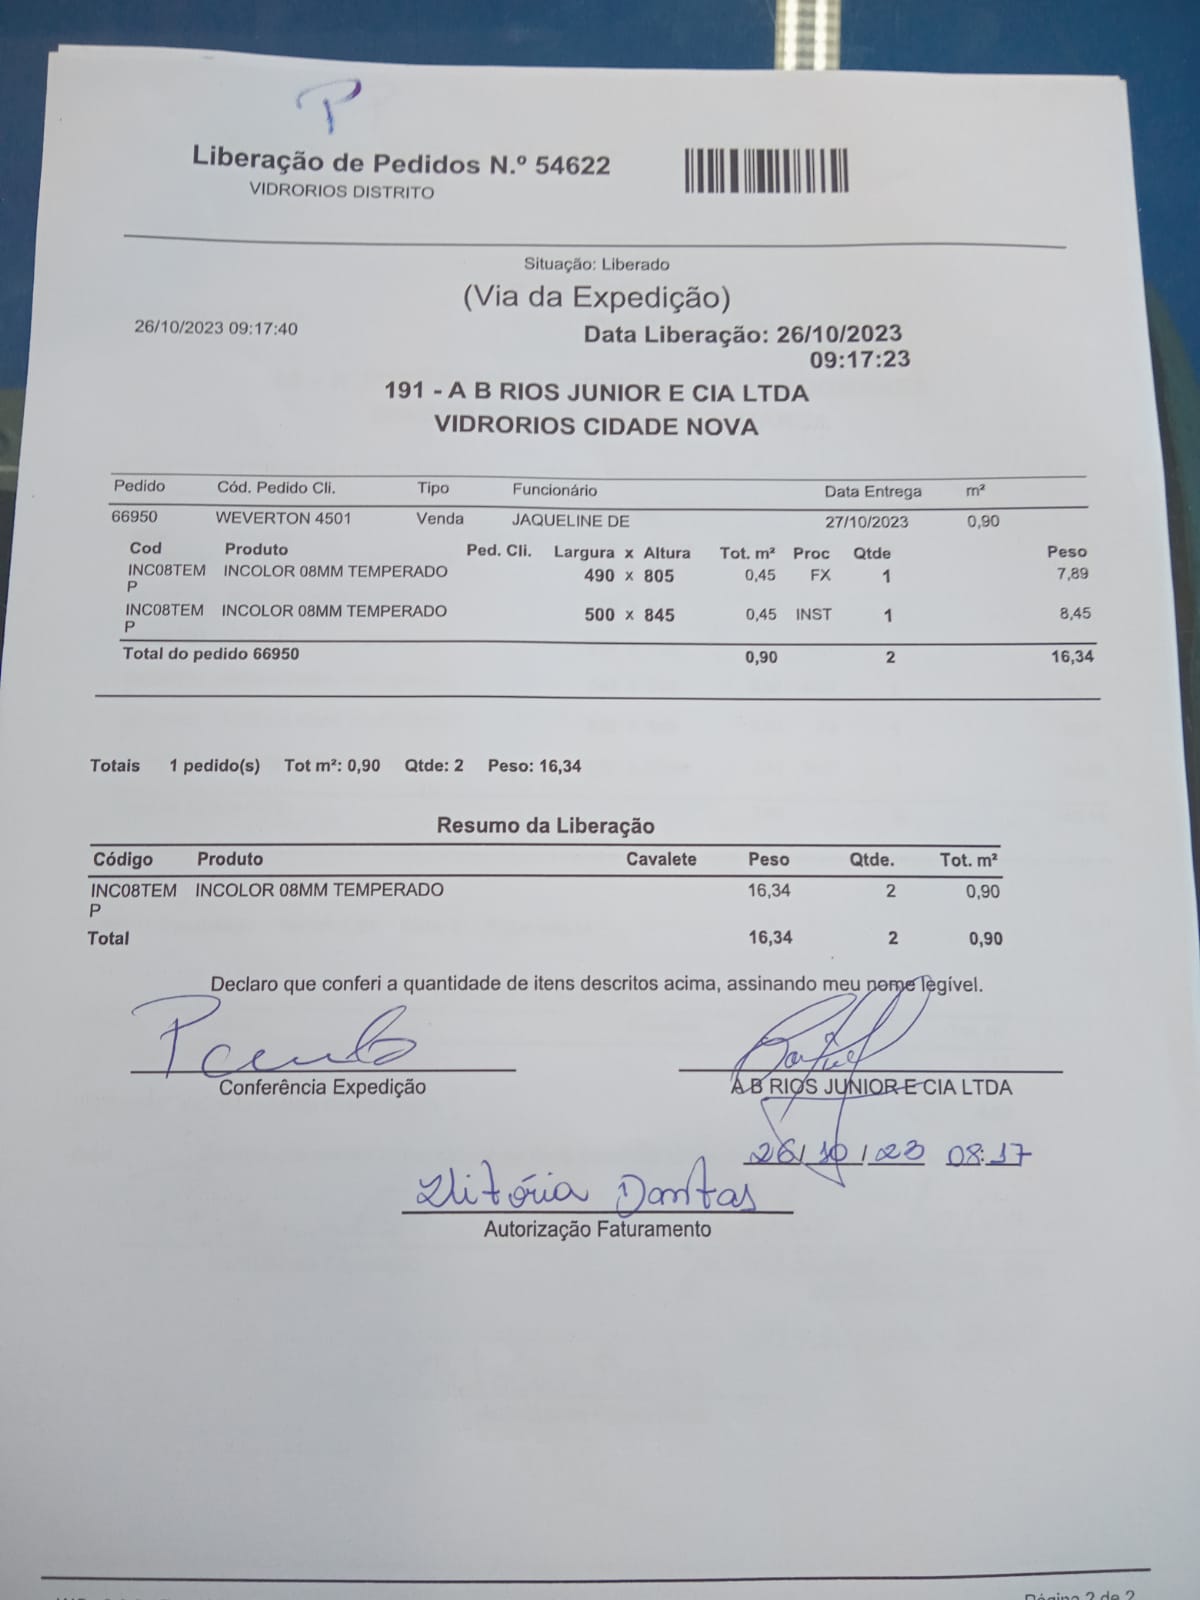 P
Liberação de Pedidos N.º 54622
VIDRORIOS DISTRITO
Situação: Liberado
(Via da Expedição)
26/10/2023 09:17:40
Data Liberação: 26/10/2023
09:17:23
191 - A B RIOS JUNIOR E CIA LTDA
VIDRORIOS CIDADE NOVA
Pedido Cód. Pedido Cli. Tipo Funcionário Data Entrega m²
66950 WEVERTON 4501 Venda JAQUELINE DE 27/10/2023 0,90
Cod Produto Ped. Cli. Largura x Altura Tot. m² Proc Qtde Peso
INC08TEM INCOLOR 08MM TEMPERADO 490 x 805 0,45 FX 1 7,89
P
INC08TEM INCOLOR 08MM TEMPERADO 500 x 845 0,45 INST 1 8,45
P
Total do pedido 66950 0,90 2 16,34
Totais 1 pedido(s) Tot m²: 0,90 Qtde: 2 Peso: 16,34
Resumo da Liberação
Código Produto Cavalete Peso Qtde. Tot. m²
INC08TEM INCOLOR 08MM TEMPERADO 16,34 2 0,90
P
Total 16,34 2 0,90
Declaro que conferi a quantidade de itens descritos acima, assinando meu nome legível.
Conferência Expedição
A B RIOS JUNIOR E CIA LTDA
26/10/23 08:17
Vitória Dantas
Autorização Faturamento
Página 2 de 2